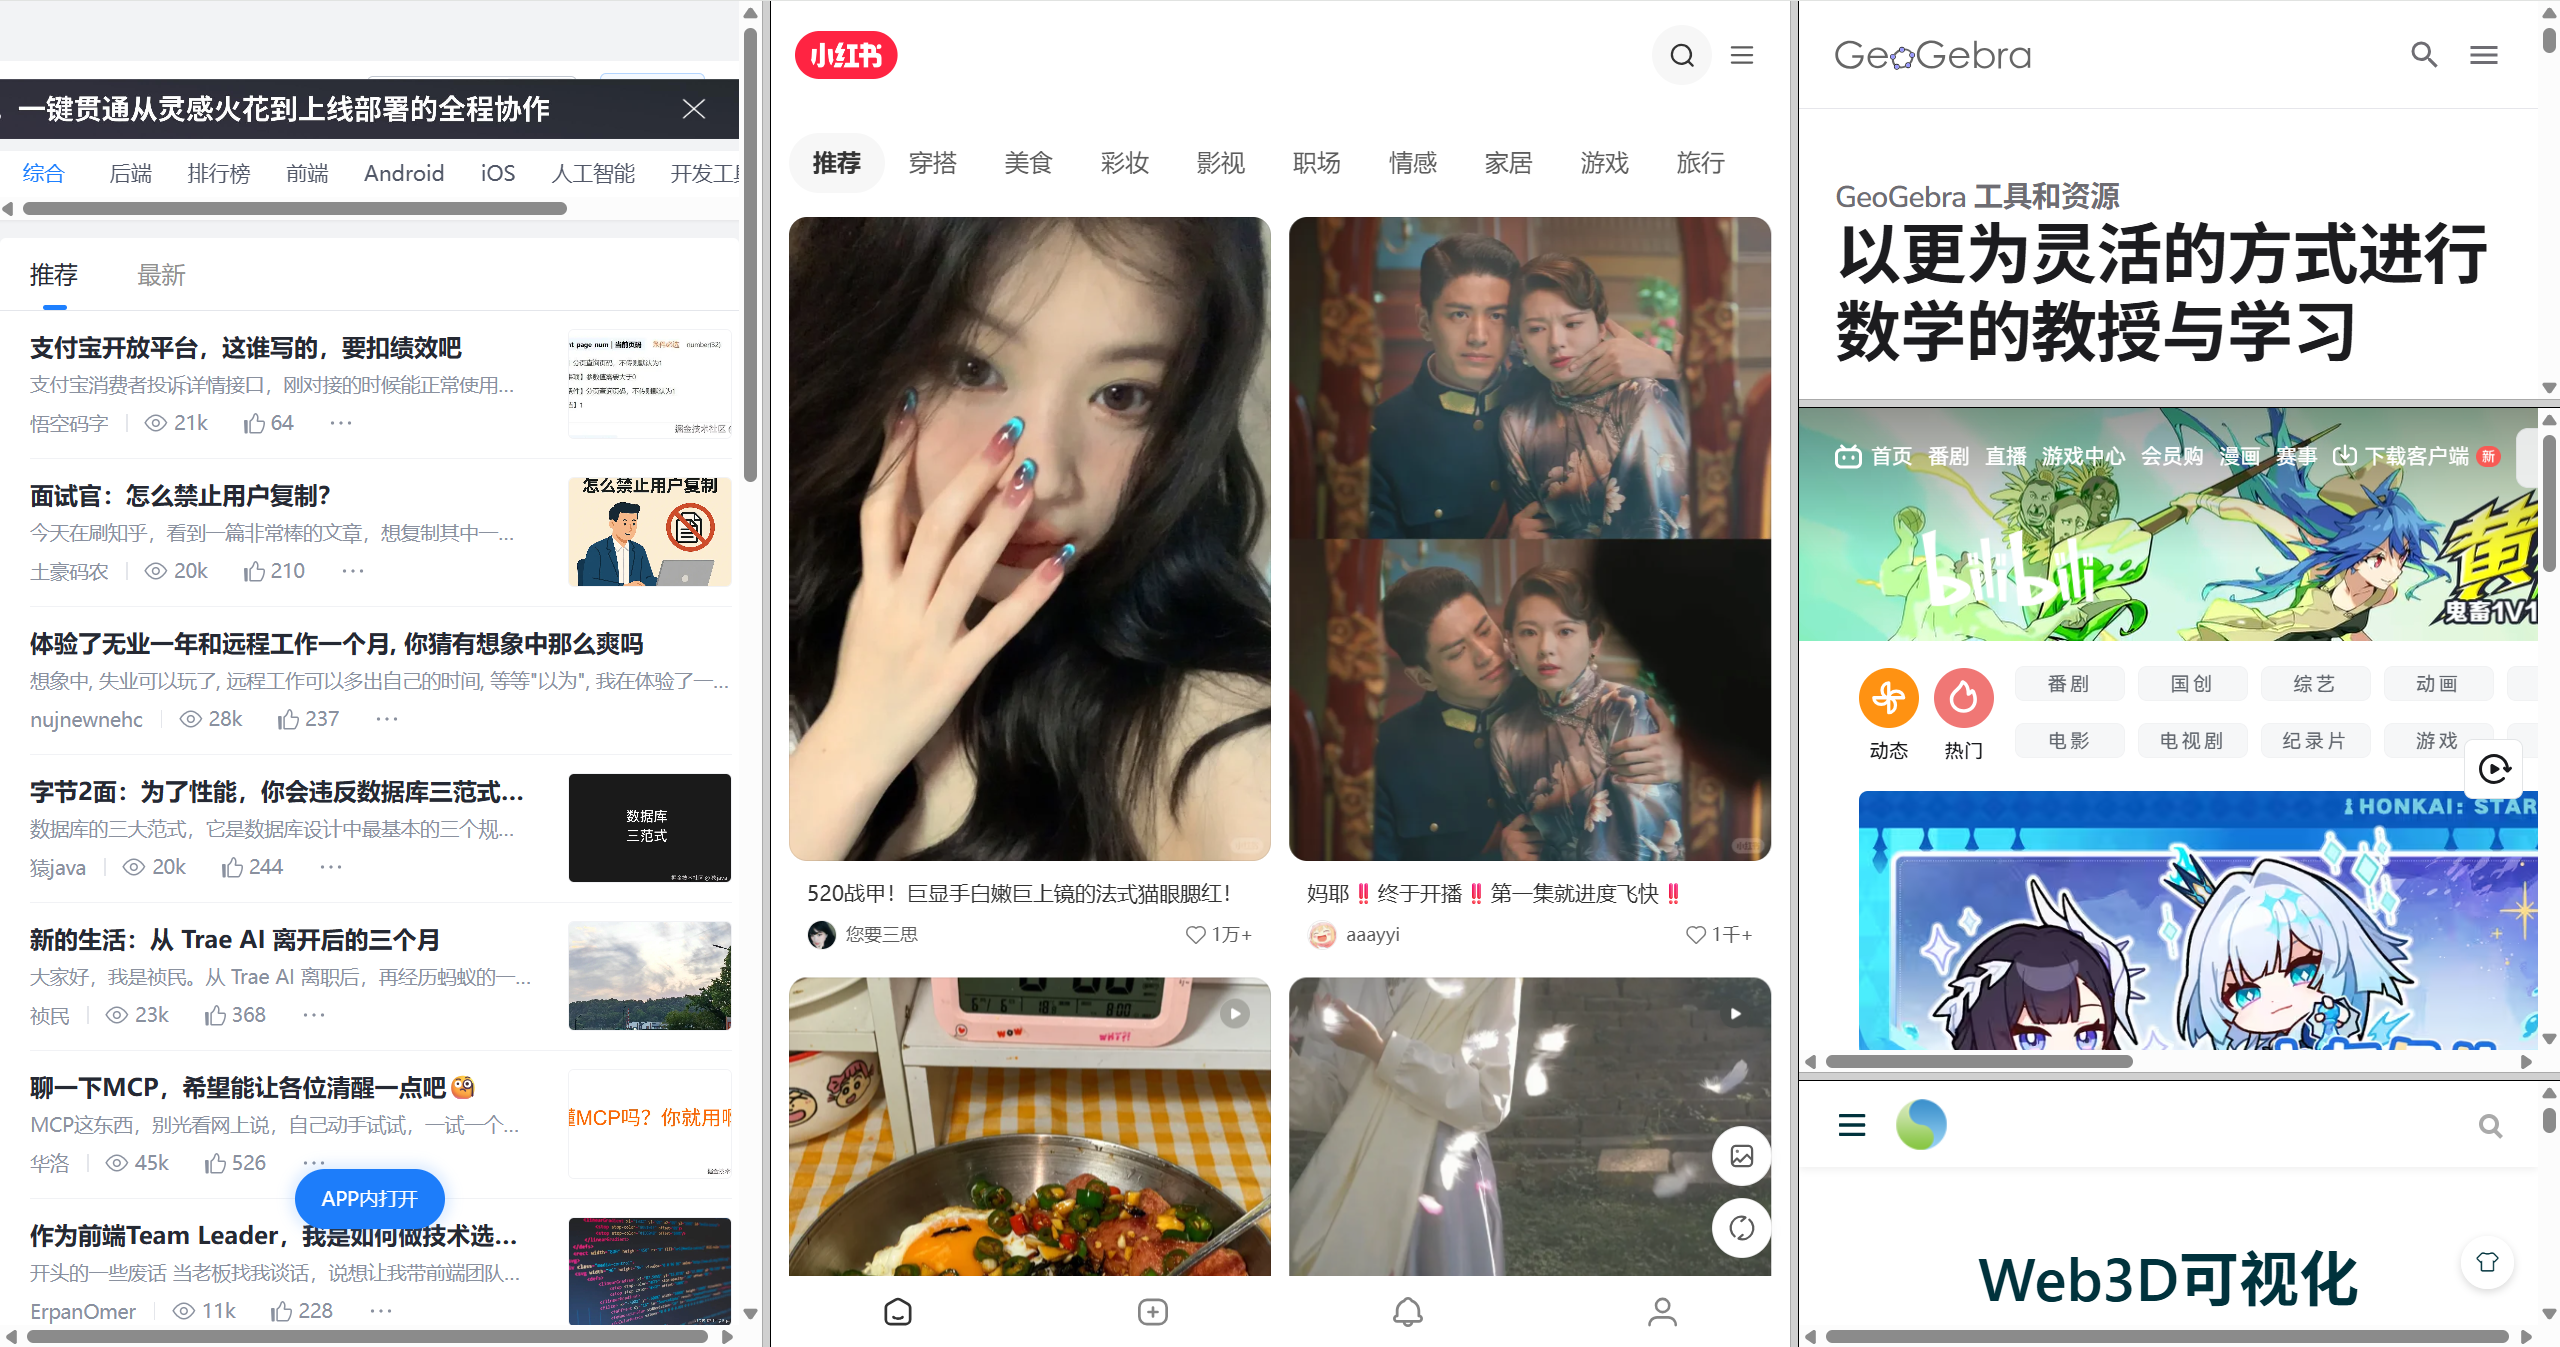 一键贯通从灵感火花到上线部署的全程协作
综合 后端 排行榜 前端 Android iOS 人工智能 开发工具
推荐 最新
支付宝开放平台，这谁写的，要扣绩效吧
支付宝消费者投诉详情接口，刚对接的时候能正常使用...
悟空码字 21k 64 ...
面试官：怎么禁止用户复制？
今天在刷知乎，看到一篇非常棒的文章，想复制其中一...
土豪码农 20k 210 ...
怎么禁止用户复制
体验了无业一年和远程工作一个月, 你猜有想象中那么爽吗
想象中, 失业可以玩了, 远程工作可以多出自己的时间, 等等"以为", 我在体验了一...
nujnewnehc 28k 237 ...
字节2面：为了性能，你会违反数据库三范式...
数据库的三大范式，它是数据库设计中最基本的三个规...
猿java 20k 244 ...
数据库
三范式
新的生活：从 Trae AI 离开后的三个月
大家好，我是祯民。从 Trae AI 离职后，再经历蚂蚁的一...
祯民 23k 368 ...
聊一下MCP，希望能让各位清醒一点吧🧐
MCP这东西，别光看网上说，自己动手试试，一试一个...
华洛 45k 526 ...
MCP吗？你就用
APP内打开
作为前端Team Leader，我是如何做技术选...
开头的一些废话 当老板找我谈话，说想让我带前端团队...
ErpanOmer 11k 228 ...
小红书
推荐 穿搭 美食 彩妆 影视 职场 情感 家居 游戏 旅行
520战甲！巨显手白嫩巨上镜的法式猫眼腮红！
您要三思 1万+
妈耶‼️终于开播‼️第一集就进度飞快‼️
aaayyi 1千+
WOW
GeoGebra
GeoGebra 工具和资源
以更为灵活的方式进行
数学的教授与学习
首页 番剧 直播 游戏中心 会员购 漫画 赛事 下载客户端 新
bilibili
黄
鬼畜1V1
动态 热门
番剧 国创 综艺 动画
电影 电视剧 纪录片 游戏
HONKAI: STAR
Web3D可视化